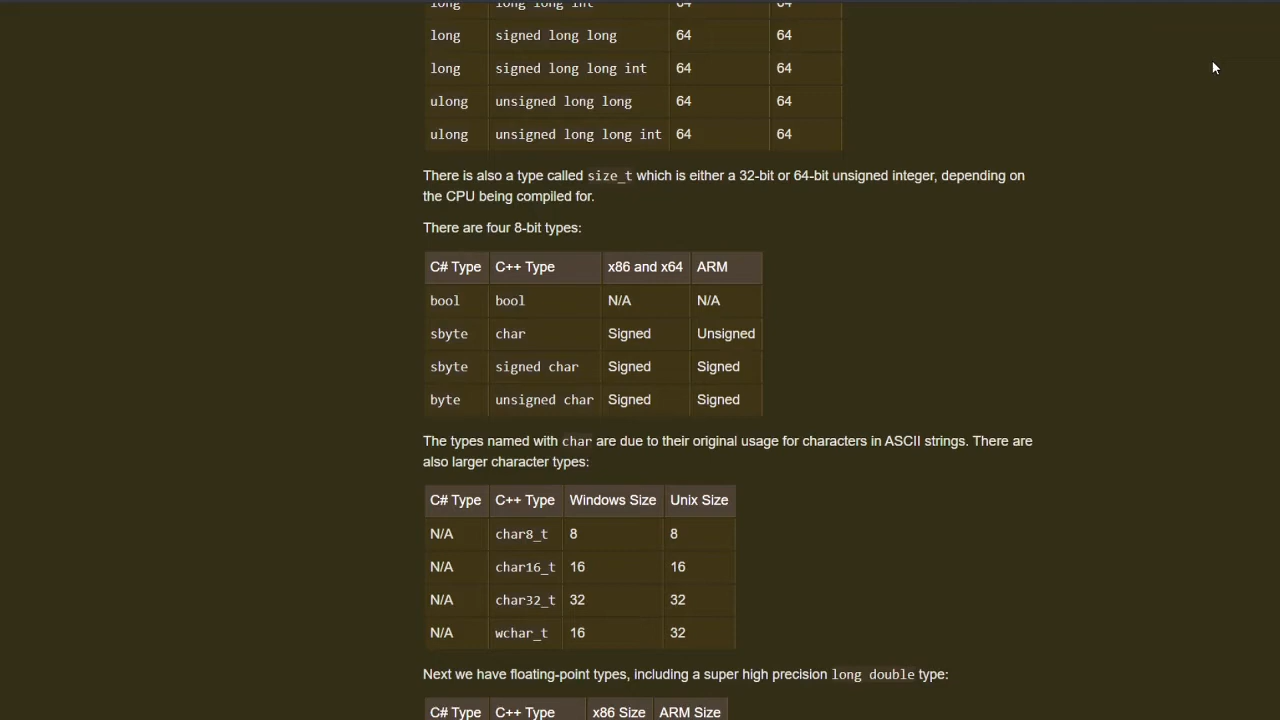 long long long int 64 64
long signed long long 64 64
long signed long long int 64 64
ulong unsigned long long 64 64
ulong unsigned long long int 64 64
There is also a type called size_t which is either a 32-bit or 64-bit unsigned integer, depending on
the CPU being compiled for.
There are four 8-bit types:
C# Type C++ Type x86 and x64 ARM
bool bool N/A N/A
sbyte char Signed Unsigned
sbyte signed char Signed Signed
byte unsigned char Signed Signed
The types named with char are due to their original usage for characters in ASCII strings. There are
also larger character types:
C# Type C++ Type Windows Size Unix Size
N/A char8_t 8 8
N/A char16_t 16 16
N/A char32_t 32 32
N/A wchar_t 16 32
Next we have floating-point types, including a super high precision long double type:
C# Type C++ Type x86 Size ARM Size